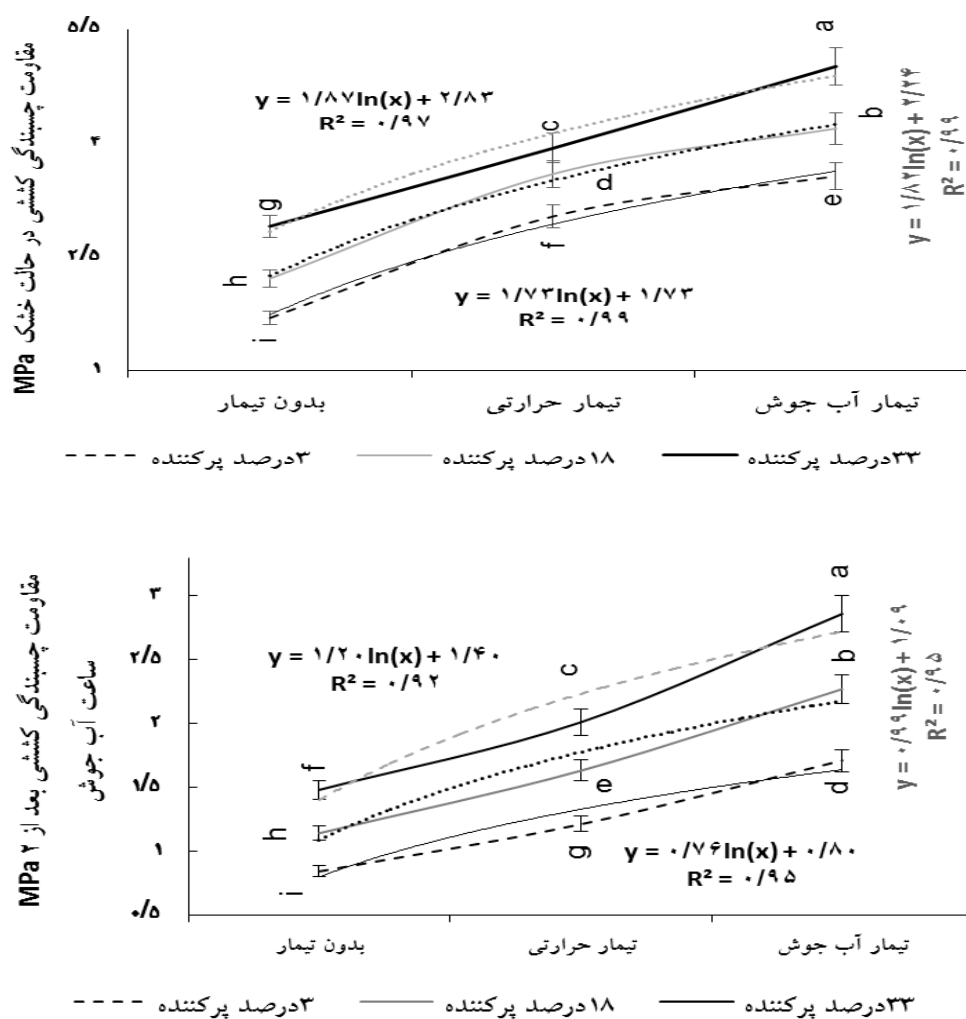 مقاومت چسبندگی کششی در حالت خشک MPa
۵/۵
۴
۲/۵
۱
a
b
c
d
e
f
g
h
i
y = ۱/۸۷ln(x) + ۲/۸۳
R² = ۰/۹۷
y = ۱/۸۲ln(x) + ۲/۲۴
R² = ۰/۹۹
y = ۱/۷۳ln(x) + ۱/۷۳
R² = ۰/۹۹
بدون تیمار
تیمار حرارتی
تیمار آب جوش
۳درصد پرکننده
۱۸درصد پرکننده
۳۳درصد پرکننده
مقاومت چسبندگی کششی بعد از ۲ MPa
ساعت آب جوش
۳
۲/۵
۲
۱/۵
۱
۰/۵
a
b
c
d
e
f
g
h
i
y = ۱/۲۰ln(x) + ۱/۴۰
R² = ۰/۹۲
y = ۰/۹۹ln(x) + ۱/۰۹
R² = ۰/۹۵
y = ۰/۷۶ln(x) + ۰/۸۰
R² = ۰/۹۵
بدون تیمار
تیمار حرارتی
تیمار آب جوش
۳درصد پرکننده
۱۸درصد پرکننده
۳۳درصد پرکننده